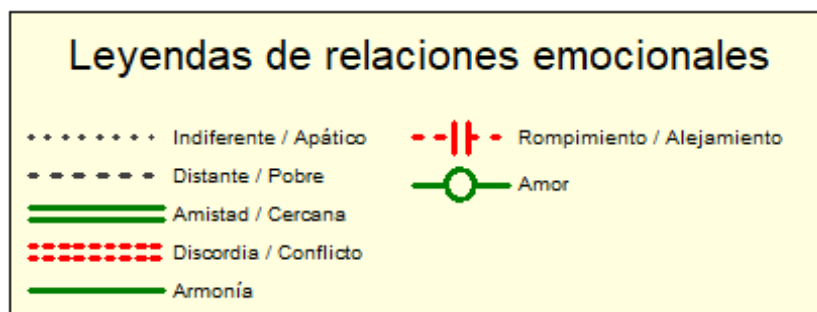 Leyendas de relaciones emocionales
Indiferente / Apático
Distante / Pobre
Amistad / Cercana
Discordia / Conflicto
Armonía
Rompimiento / Alejamiento
Amor